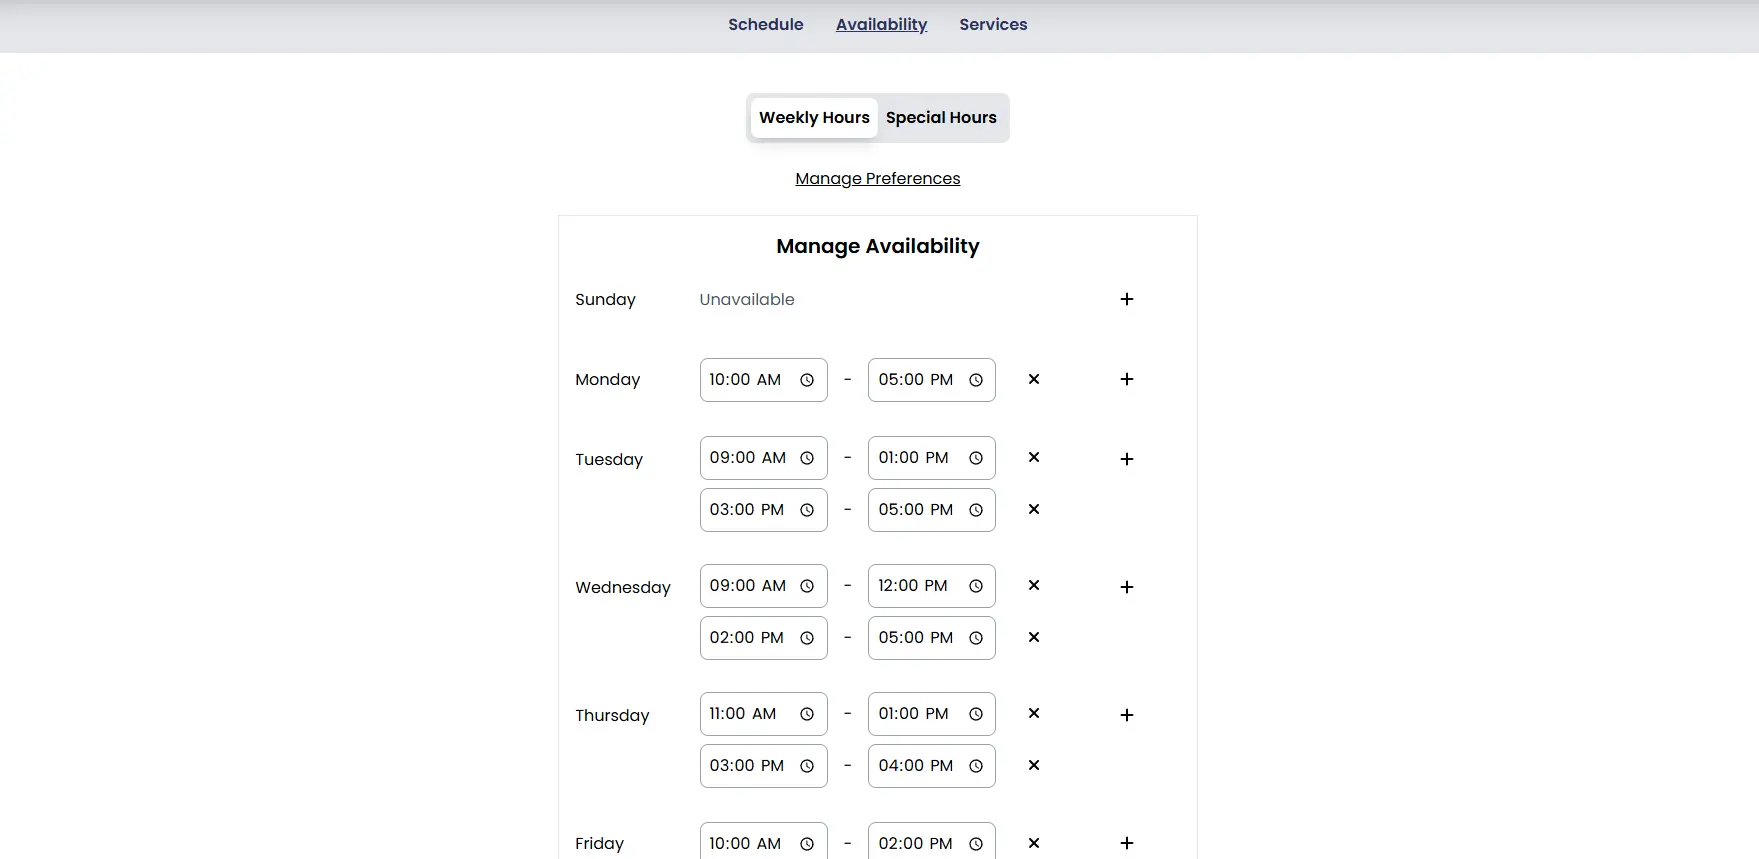 Schedule Availability Services
Weekly Hours Special Hours
Manage Preferences
Manage Availability
Sunday Unavailable +
Monday 10:00 AM - 05:00 PM × +
Tuesday 09:00 AM - 01:00 PM × +
03:00 PM - 05:00 PM ×
Wednesday 09:00 AM - 12:00 PM × +
02:00 PM - 05:00 PM ×
Thursday 11:00 AM - 01:00 PM × +
03:00 PM - 04:00 PM ×
Friday 10:00 AM - 02:00 PM × +